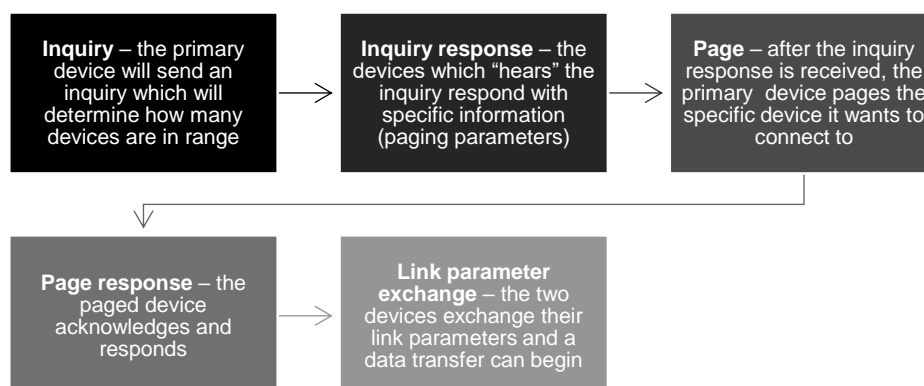 Inquiry – the primary
device will send an
inquiry which will
determine how many
devices are in range
Inquiry response – the
devices which “hears” the
inquiry respond with
specific information
(paging parameters)
Page – after the inquiry
response is received, the
primary device pages the
specific device it wants to
connect to
Page response – the
paged device
acknowledges and
responds
Link parameter
exchange – the two
devices exchange their
link parameters and a
data transfer can begin